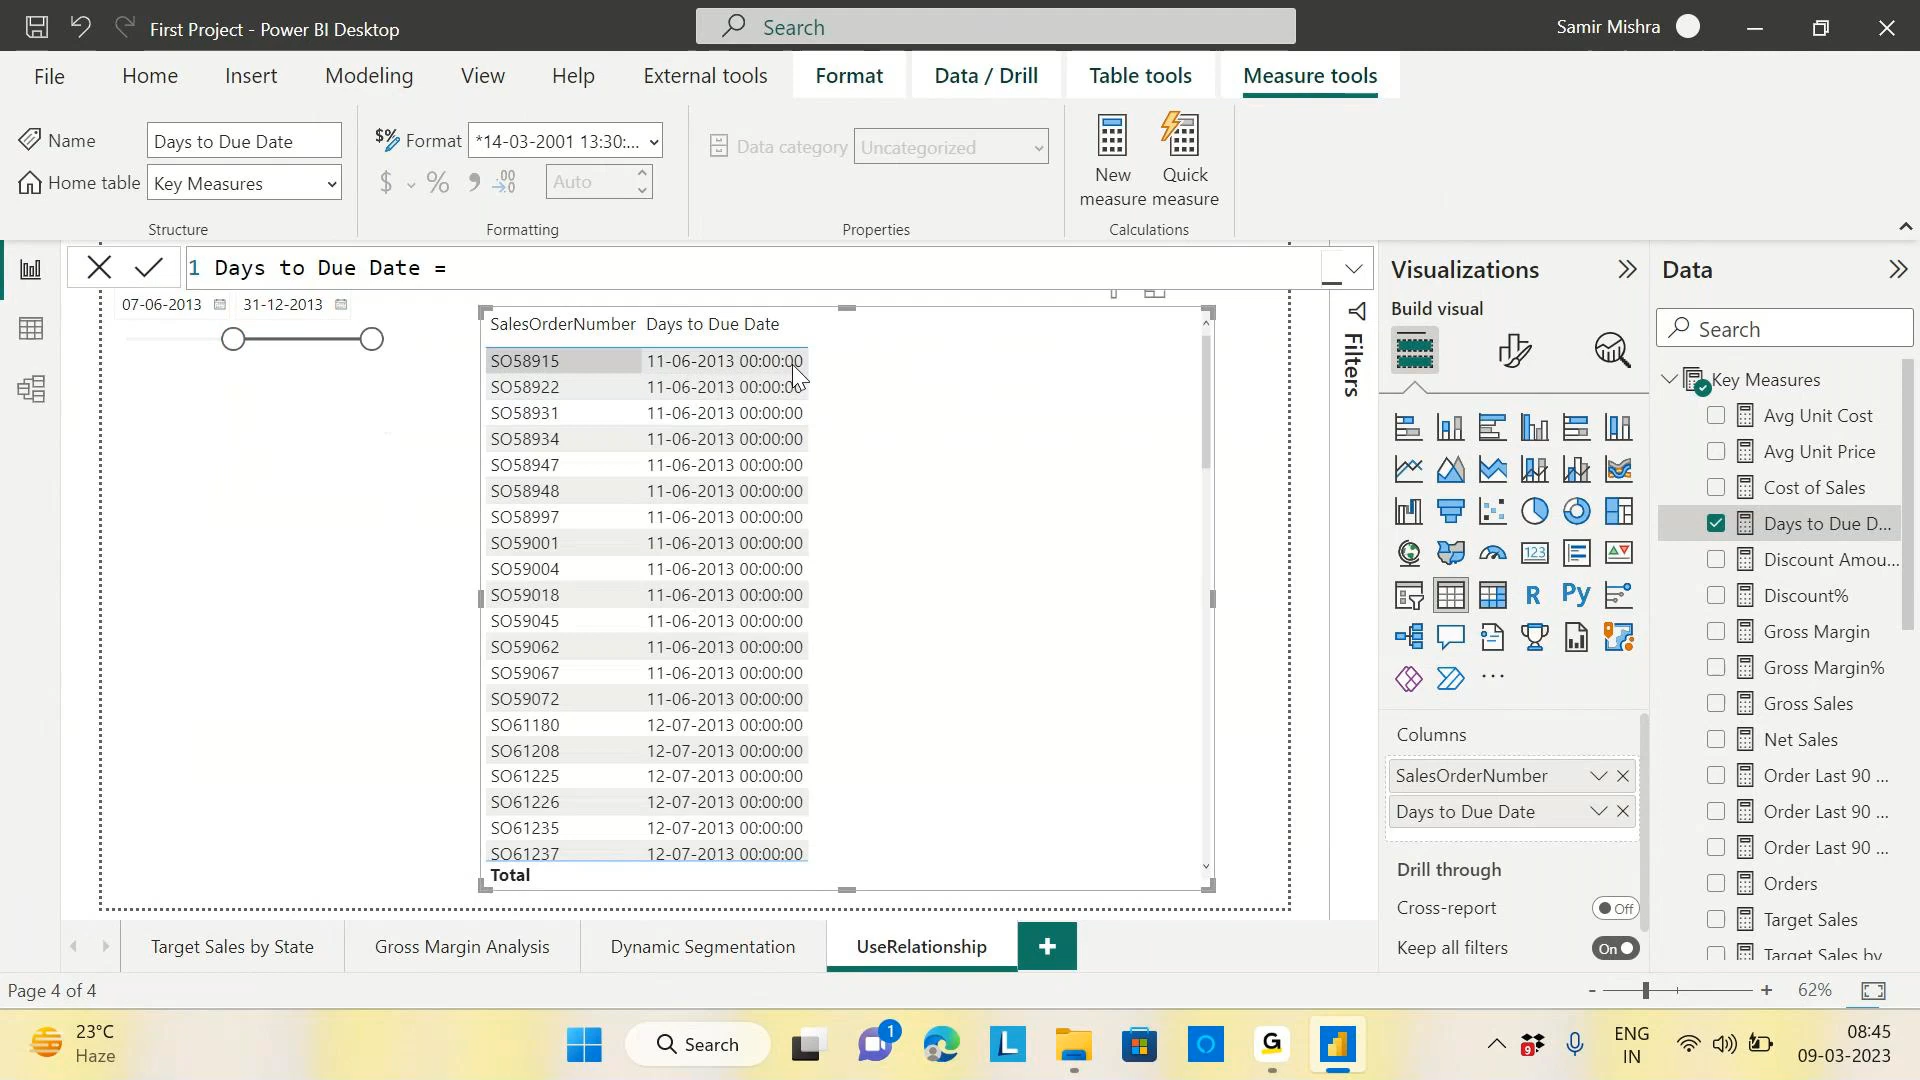 First Project - Power BI Desktop
Search
Samir Mishra
File
Home
Insert
Modeling
View
Help
External tools
Format
Data / Drill
Table tools
Measure tools
Name
Days to Due Date
Home table
Key Measures
Structure
$% Format
*14-03-2001 13:30:...
$
%
Auto
Formatting
Data category
Uncategorized
Properties
New measure
Quick measure
Calculations
1 Days to Due Date =
07-06-2013
31-12-2013
SalesOrderNumber Days to Due Date
SO58915 11-06-2013 00:00:00
SO58922 11-06-2013 00:00:00
SO58931 11-06-2013 00:00:00
SO58934 11-06-2013 00:00:00
SO58947 11-06-2013 00:00:00
SO58948 11-06-2013 00:00:00
SO58997 11-06-2013 00:00:00
SO59001 11-06-2013 00:00:00
SO59004 11-06-2013 00:00:00
SO59018 11-06-2013 00:00:00
SO59045 11-06-2013 00:00:00
SO59062 11-06-2013 00:00:00
SO59067 11-06-2013 00:00:00
SO59072 11-06-2013 00:00:00
SO61180 12-07-2013 00:00:00
SO61208 12-07-2013 00:00:00
SO61225 12-07-2013 00:00:00
SO61226 12-07-2013 00:00:00
SO61235 12-07-2013 00:00:00
SO61237 12-07-2013 00:00:00
Total
Filters
Visualizations
Build visual
123
R
Py
...
Columns
SalesOrderNumber
Days to Due Date
Drill through
Cross-report
Off
Keep all filters
On
Data
Search
Key Measures
Avg Unit Cost
Avg Unit Price
Cost of Sales
Days to Due D...
Discount Amou...
Discount%
Gross Margin
Gross Margin%
Gross Sales
Net Sales
Order Last 90 ...
Order Last 90 ...
Order Last 90 ...
Orders
Target Sales
Target Sales by
Target Sales by State
Gross Margin Analysis
Dynamic Segmentation
UseRelationship
+
Page 4 of 4
- + 62%
23°C
Haze
Search
1
L
G
9
ENG
IN
08:45
09-03-2023